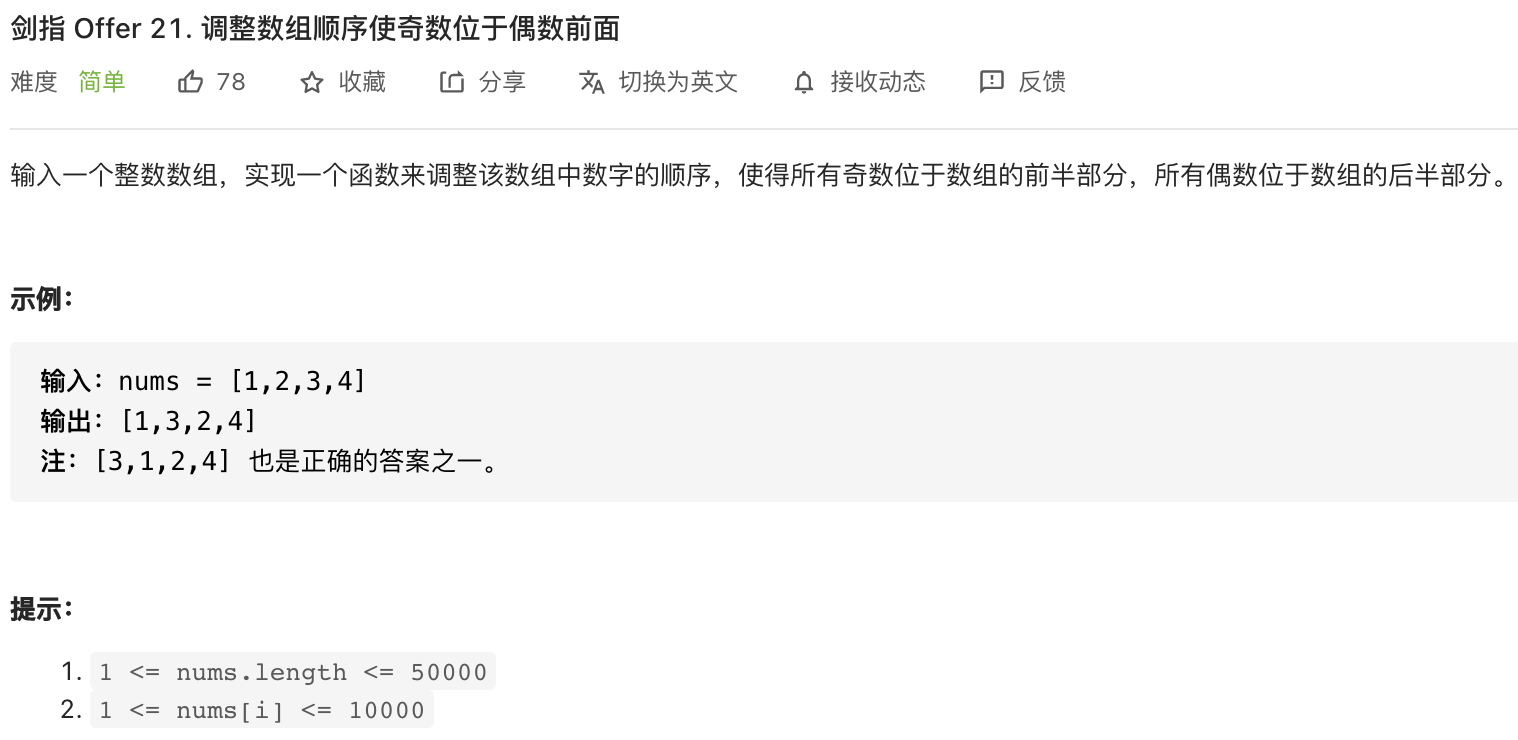 剑指 Offer 21. 调整数组顺序使奇数位于偶数前面
难度 简单 78 收藏 分享 切换为英文 接收动态 反馈
输入一个整数数组，实现一个函数来调整该数组中数字的顺序，使得所有奇数位于数组的前半部分，所有偶数位于数组的后半部分。
示例：
输入：nums = [1,2,3,4]
输出：[1,3,2,4]
注：[3,1,2,4] 也是正确的答案之一。
提示：
1. 1 <= nums.length <= 50000
2. 1 <= nums[i] <= 10000